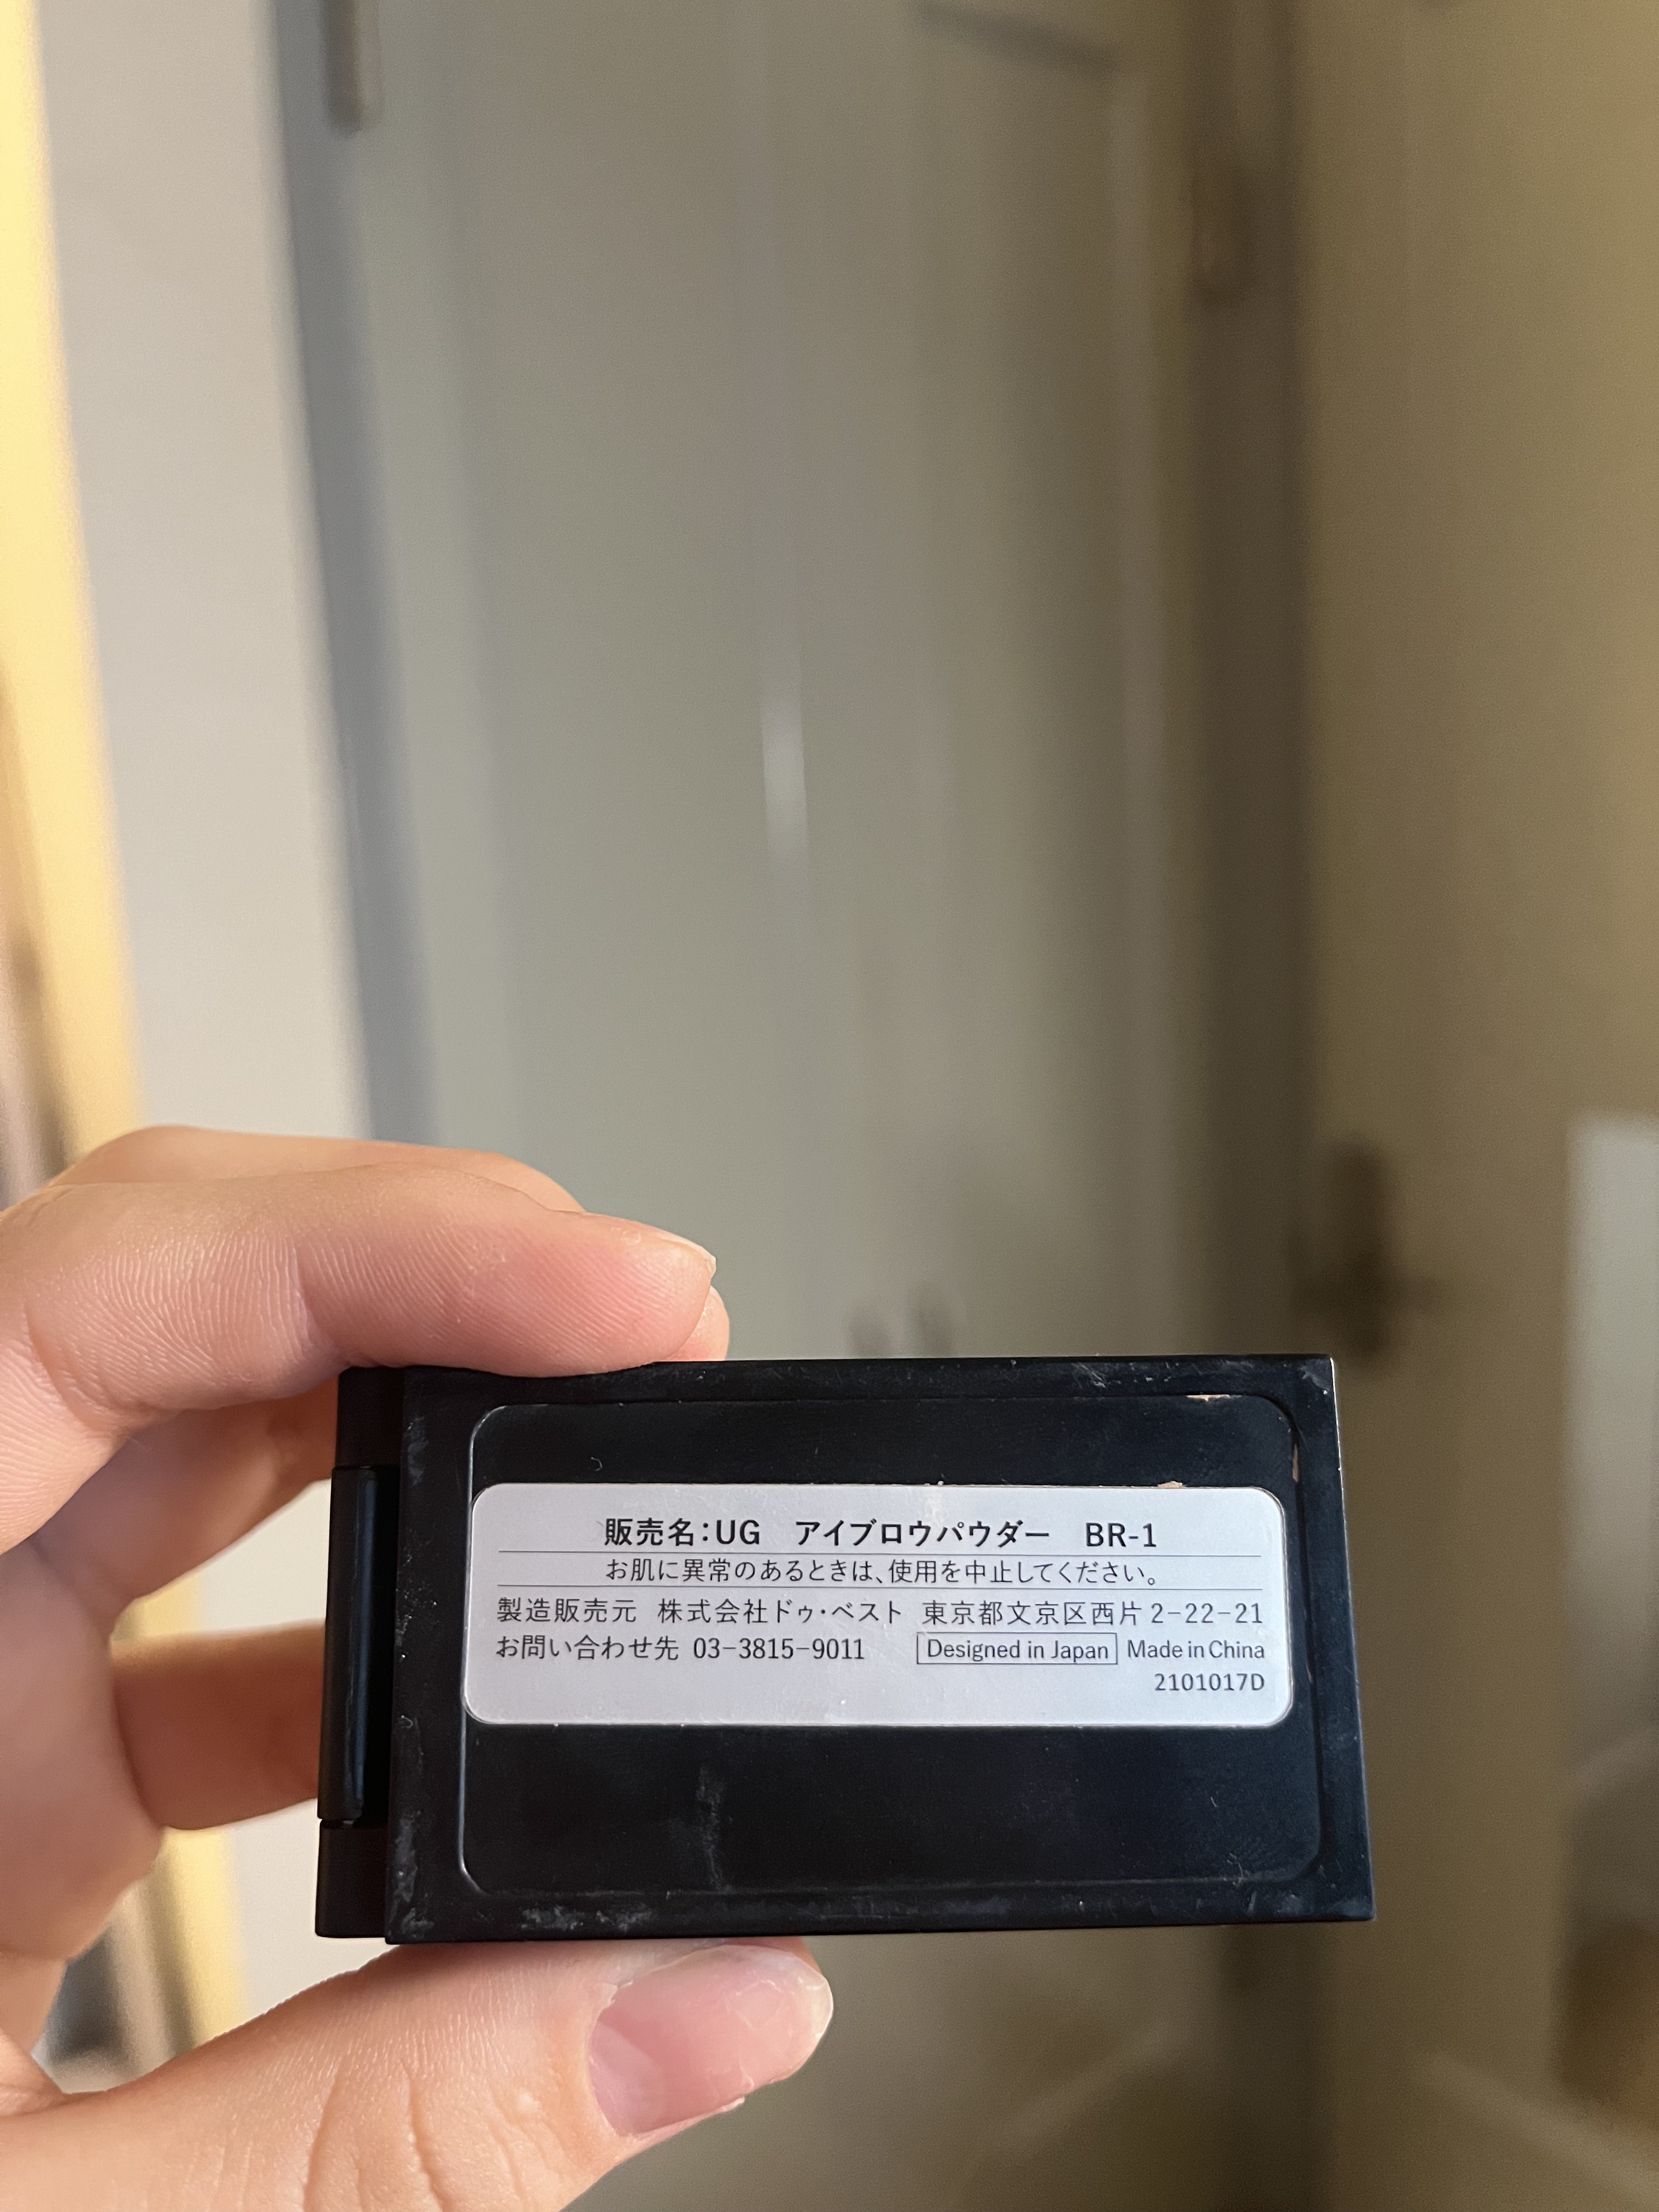 販売名：UG　アイブロウパウダー　BR-1
お肌に異常のあるときは、使用を中止してください。
製造販売元　株式会社ドゥ・ベスト　東京都文京区西片2-22-21
お問い合わせ先 03-3815-9011　Designed in Japan　Made in China
2101017D